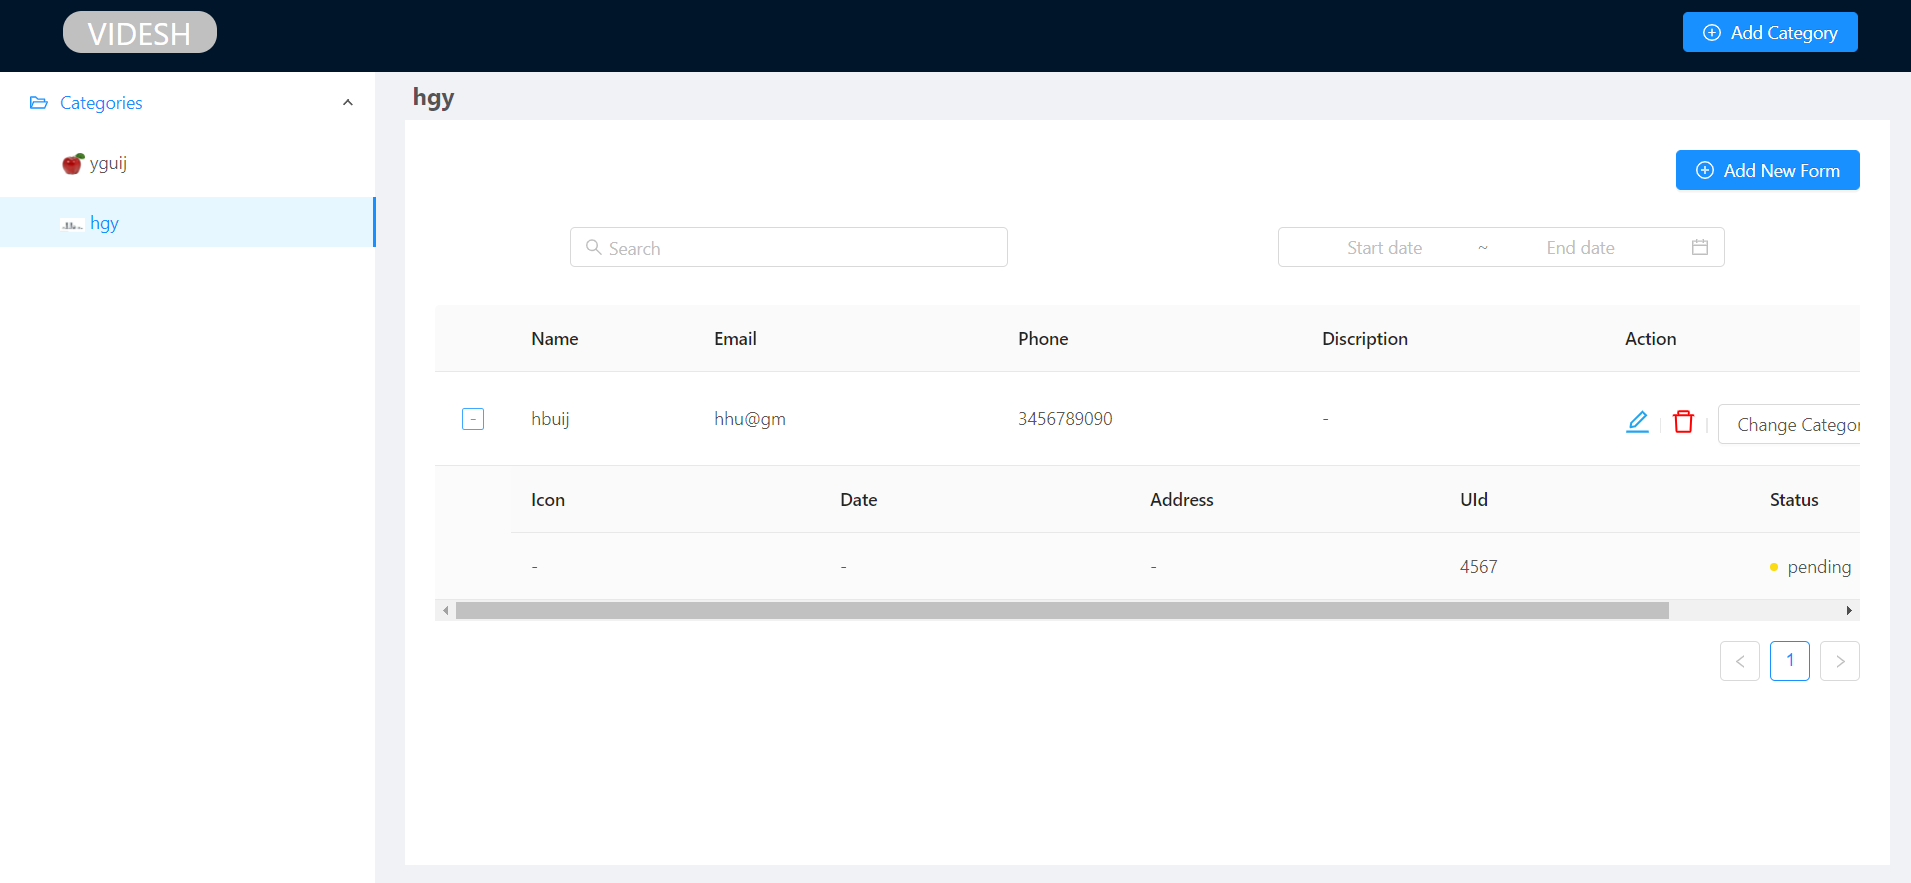 VIDESH
Add Category
Categories
yguij
hgy
hgy
Add New Form
Search
Start date ~ End date
Name Email Phone Discription Action
- hbuij hhu@gm 3456789090 - Change Categor
Icon Date Address UId Status
- - - 4567 pending
< 1 >